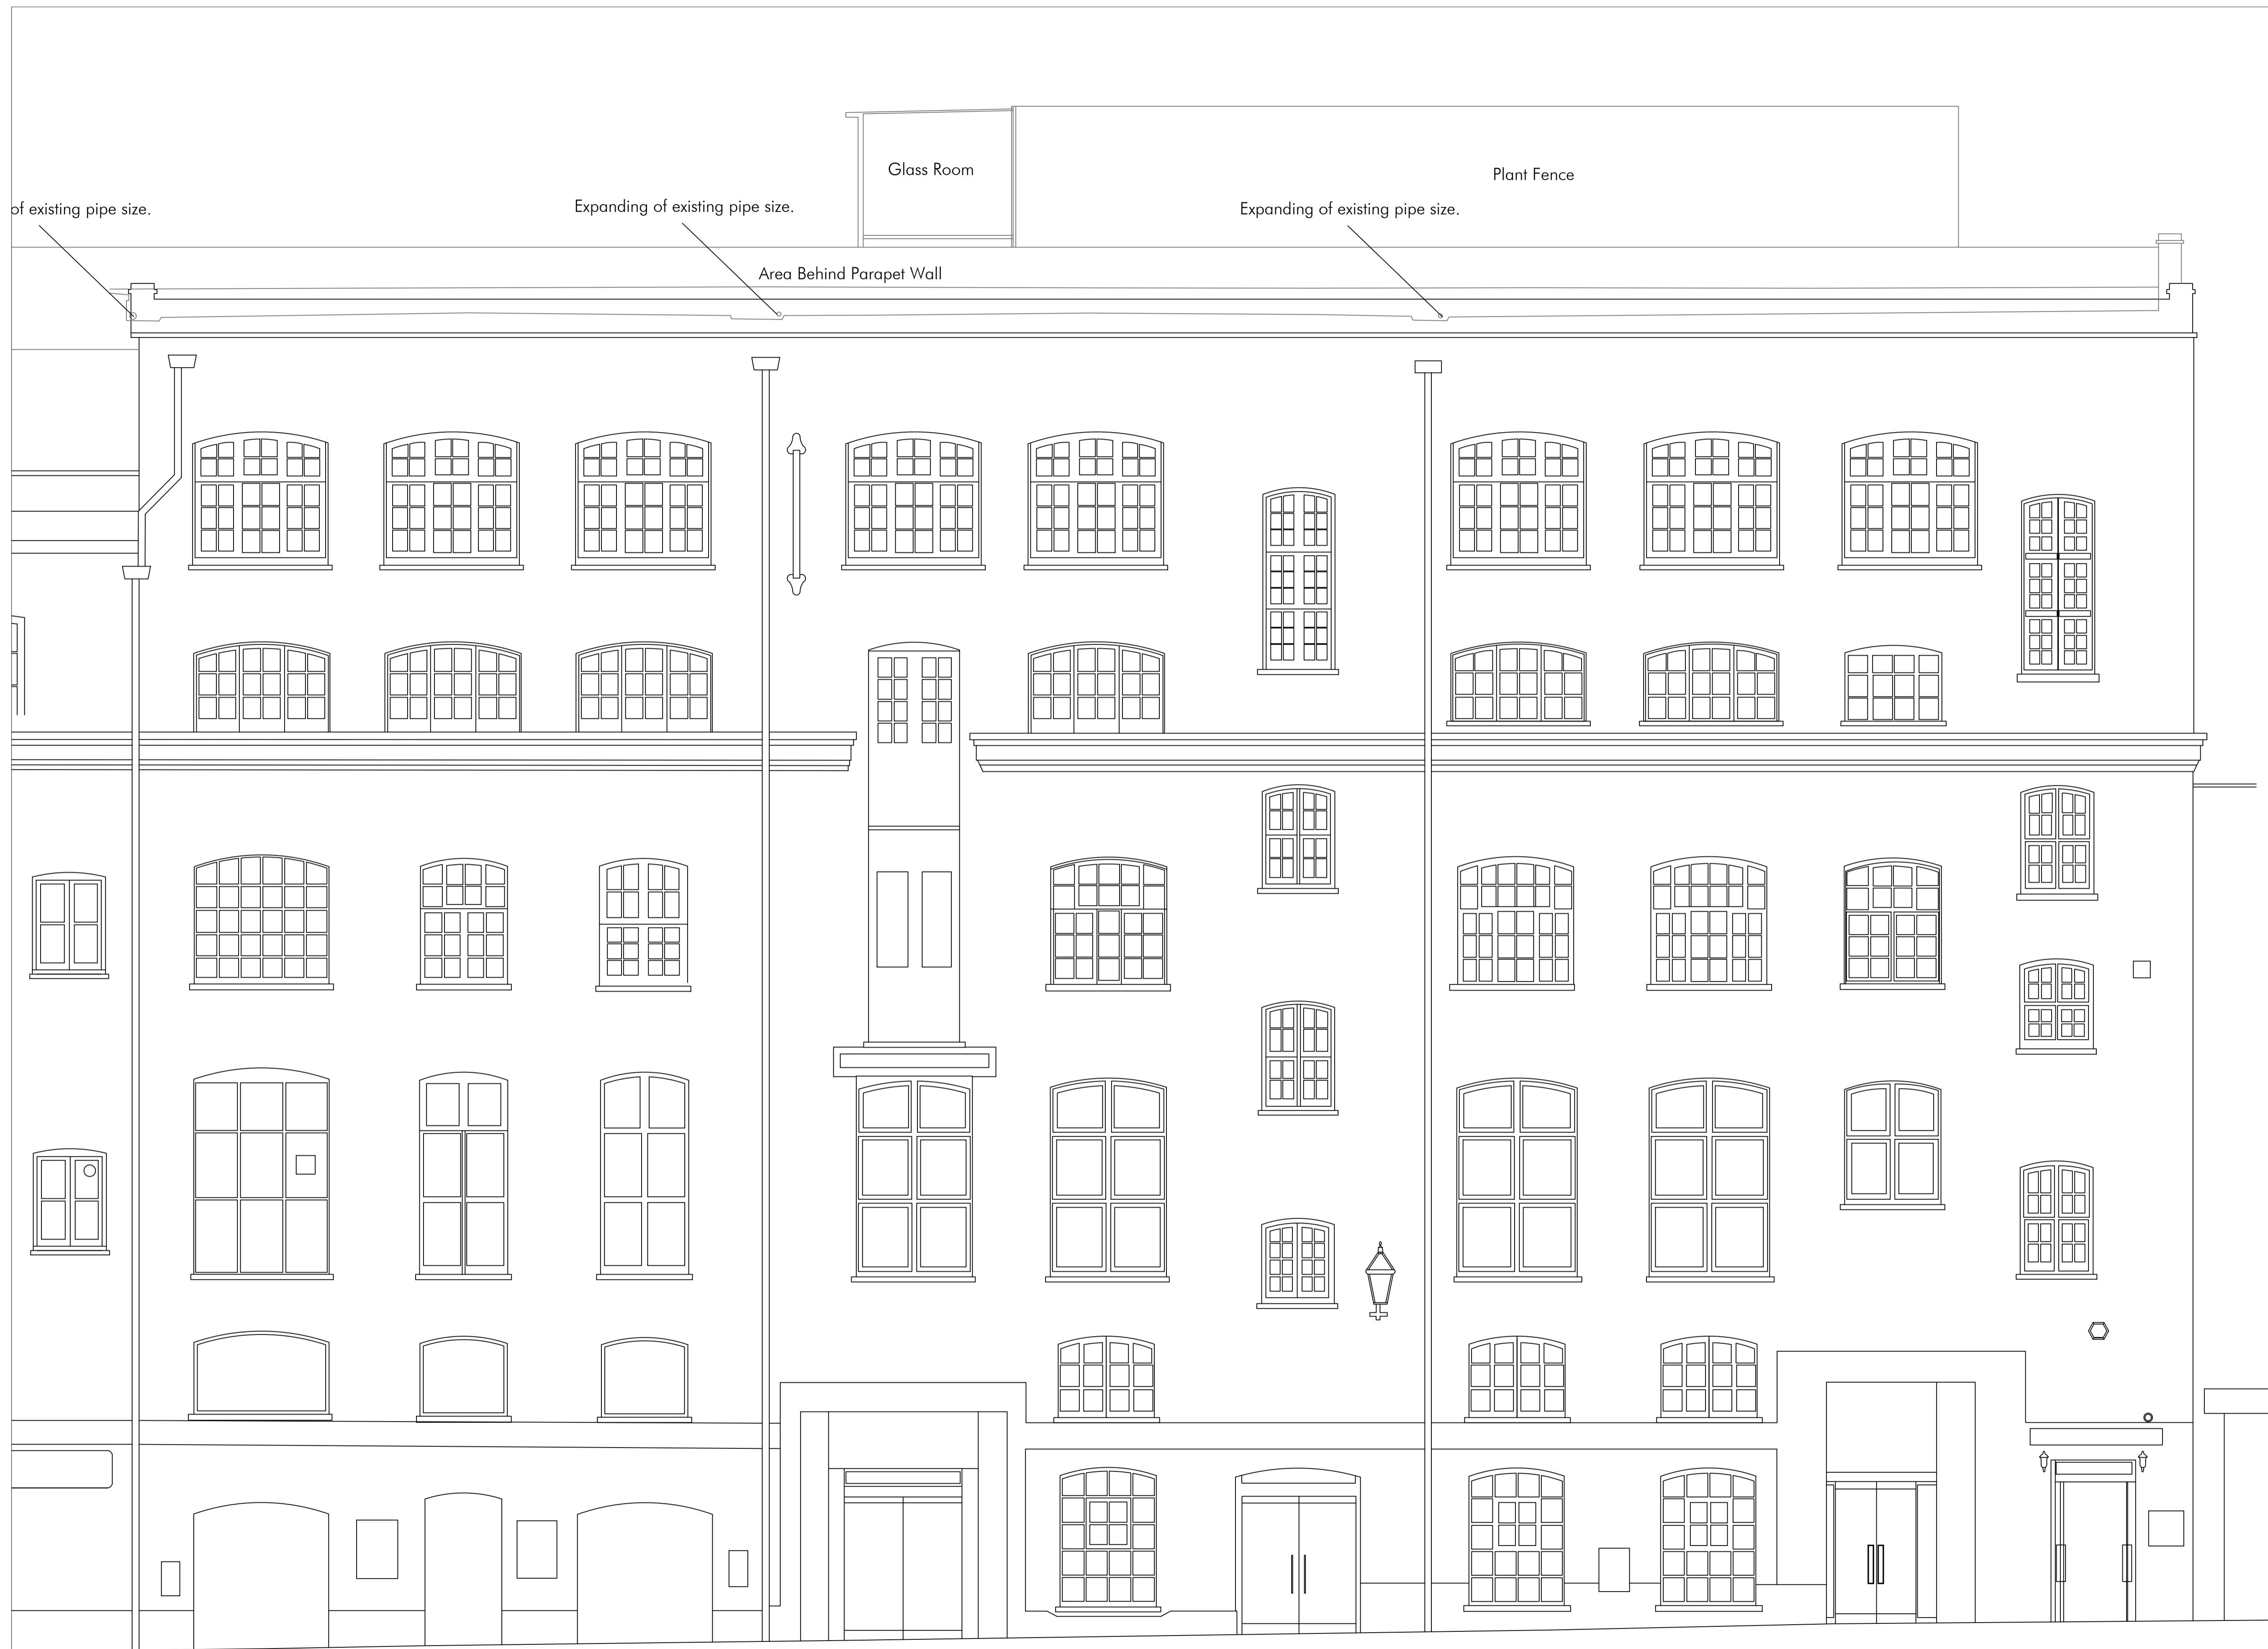 Glass Room
Plant Fence
of existing pipe size.
Expanding of existing pipe size.
Expanding of existing pipe size.
Area Behind Parapet Wall